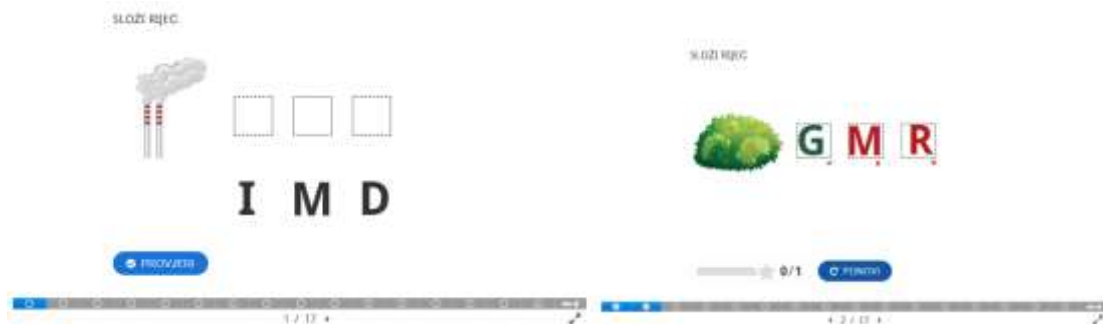 SLOŽI RIJEČ
I M D
PROVJERI
1 / 17
SLOŽI RIJEČ
G M R
0/1
PONOVI
2 / 17